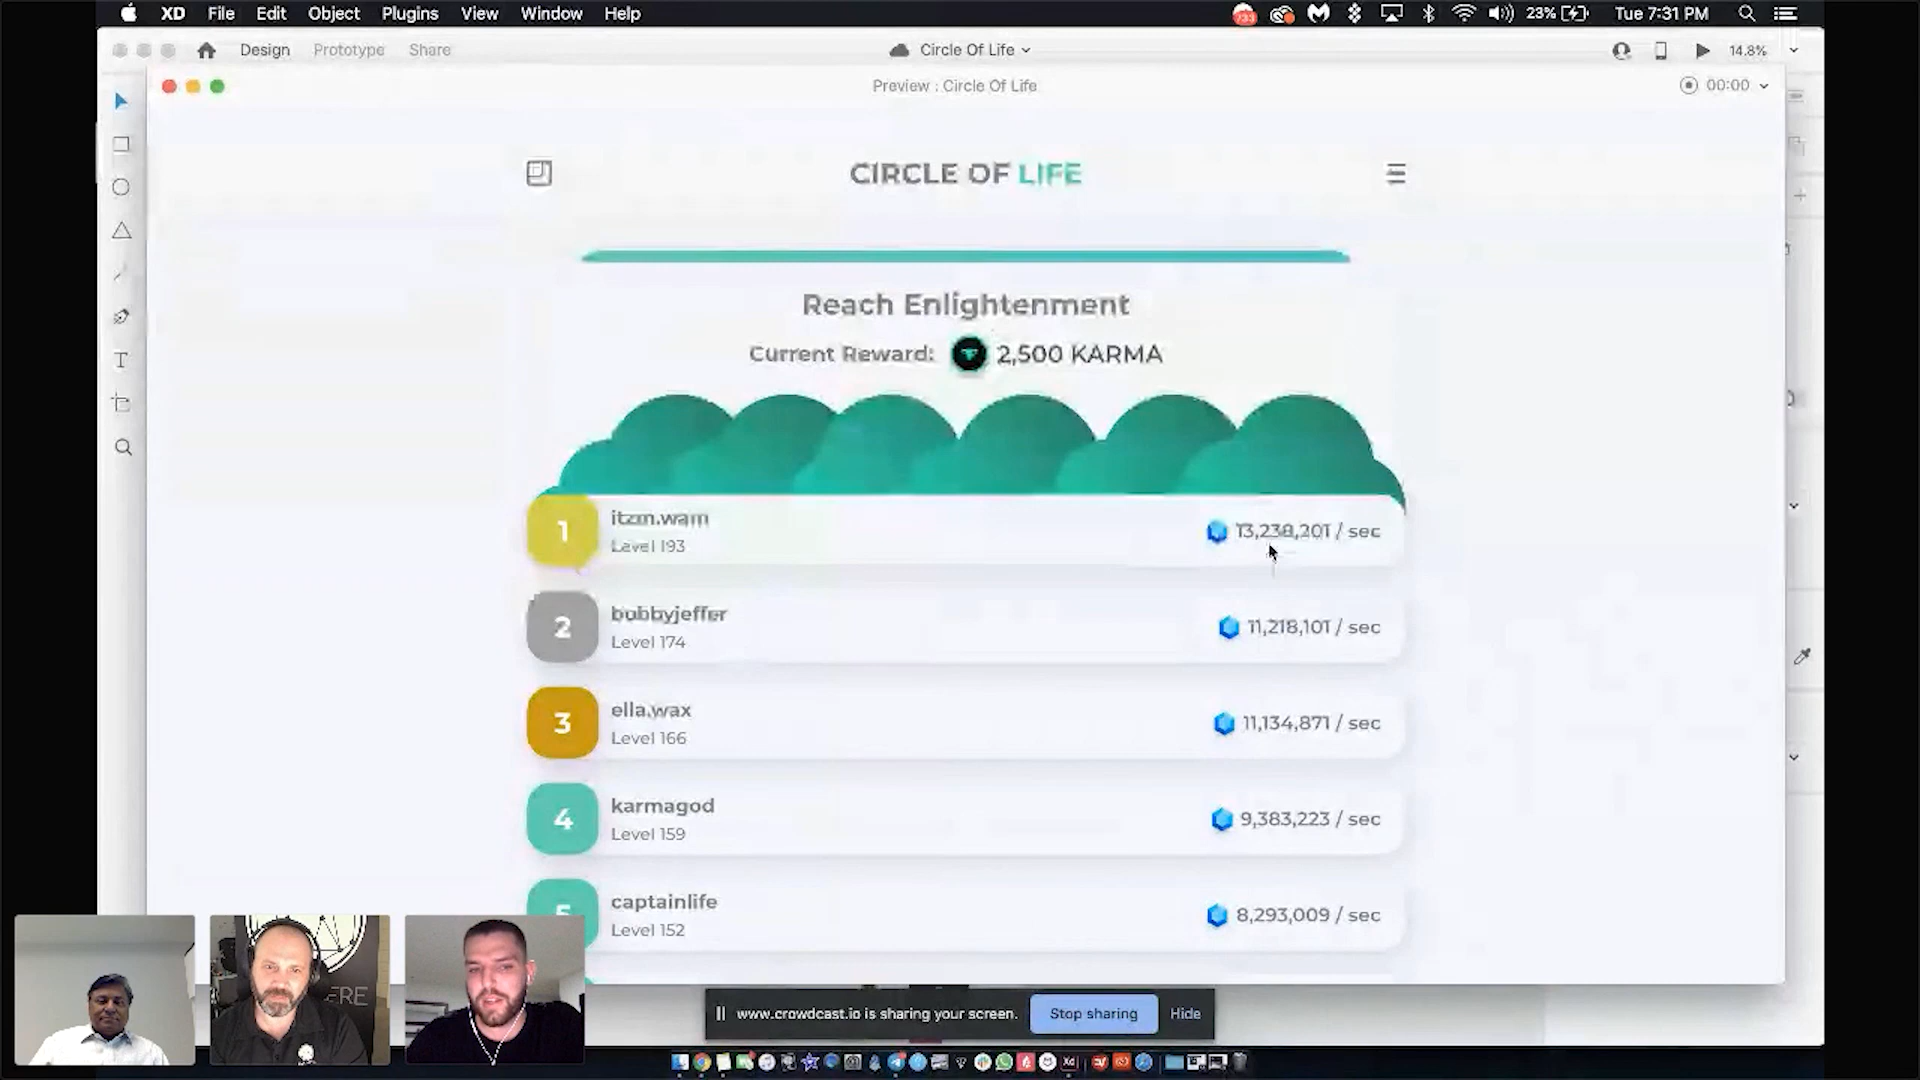 XD File Edit Object Plugins View Window Help 733 23% Tue 7:31 PM
Design Prototype Share Circle Of Life 14.8%
Preview : Circle Of Life 00:00
CIRCLE OF LIFE
Reach Enlightenment
Current Reward: 2,500 KARMA
1 itzm.wam 13,238,201 / sec
Level 193
2 bubbyjeffer 11,218,101 / sec
Level 174
3 ella.wax 11,134,871 / sec
Level 166
4 karmagod 9,383,223 / sec
Level 159
5 captainlife 8,293,009 / sec
Level 152
ERE
www.crowdcast.io is sharing your screen. Stop sharing Hide
Xd